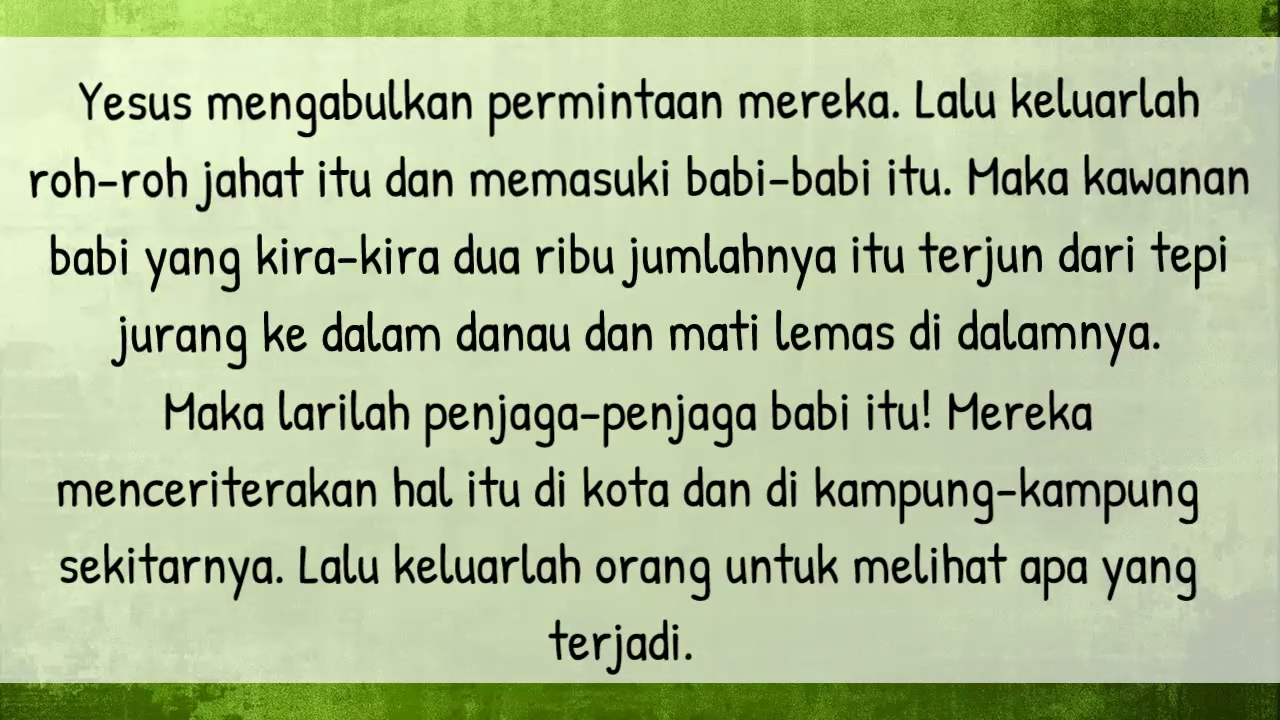 Yesus mengabulkan permintaan mereka. Lalu keluarlah
roh-roh jahat itu dan memasuki babi-babi itu. Maka kawanan
babi yang kira-kira dua ribu jumlahnya itu terjun dari tepi
jurang ke dalam danau dan mati lemas di dalamnya.
Maka larilah penjaga-penjaga babi itu! Mereka
menceriterakan hal itu di kota dan di kampung-kampung
sekitarnya. Lalu keluarlah orang untuk melihat apa yang
terjadi.